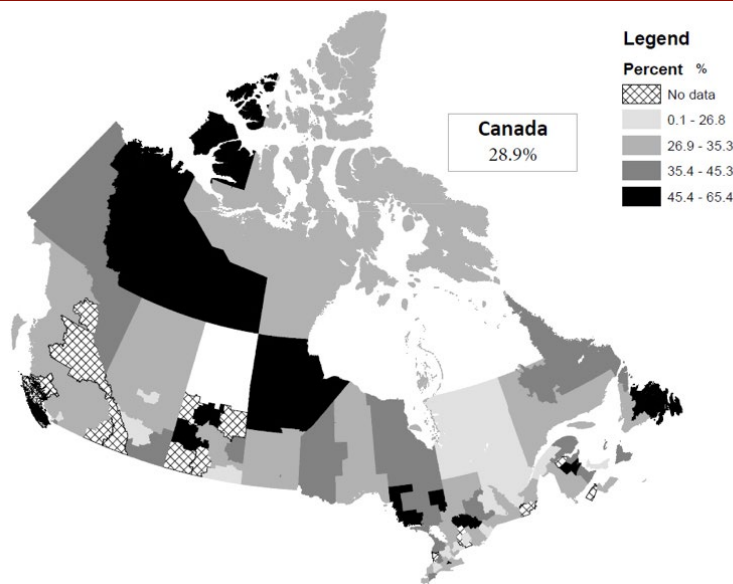 Legend
Percent %
No data
0.1 - 26.8
26.9 - 35.3
35.4 - 45.3
45.4 - 65.4
Canada
28.9%